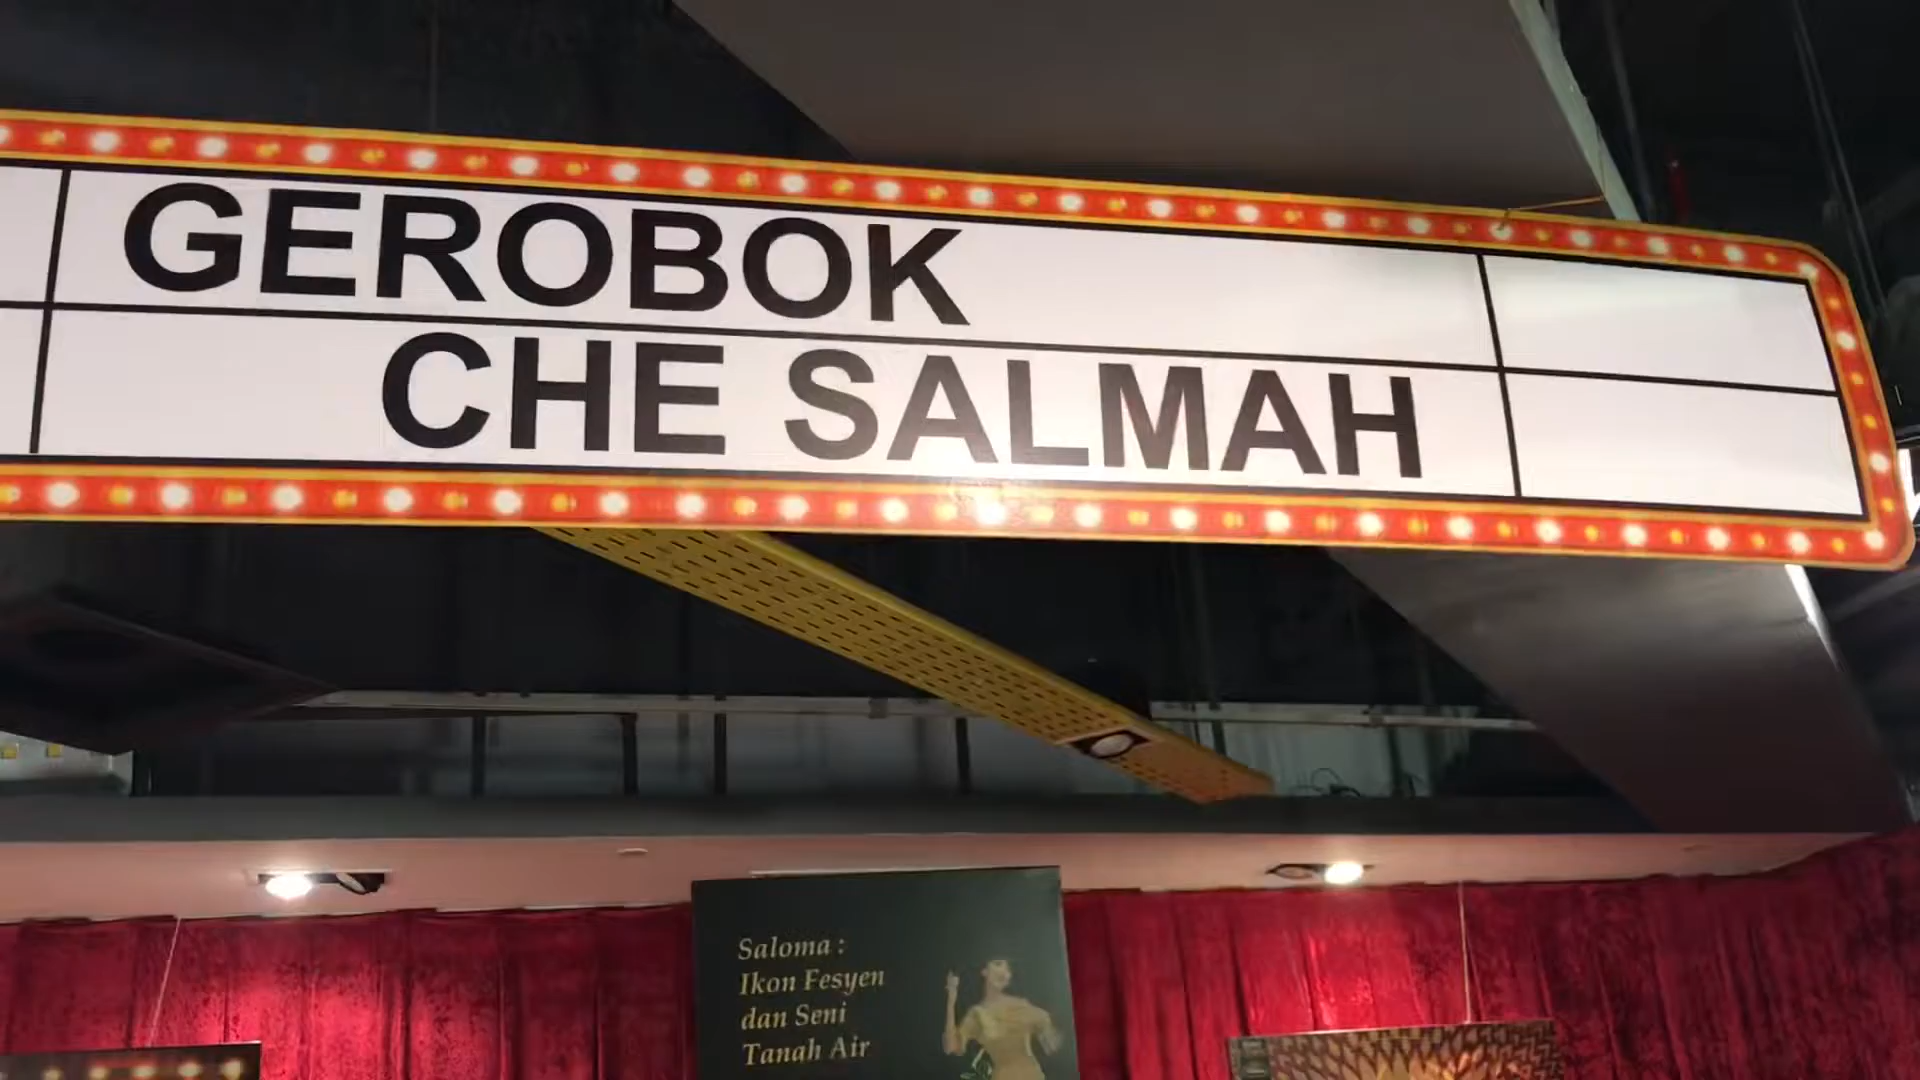 GEROBOK
CHE SALMAH
Saloma :
Ikon Fesyen
dan Seni
Tanah Air